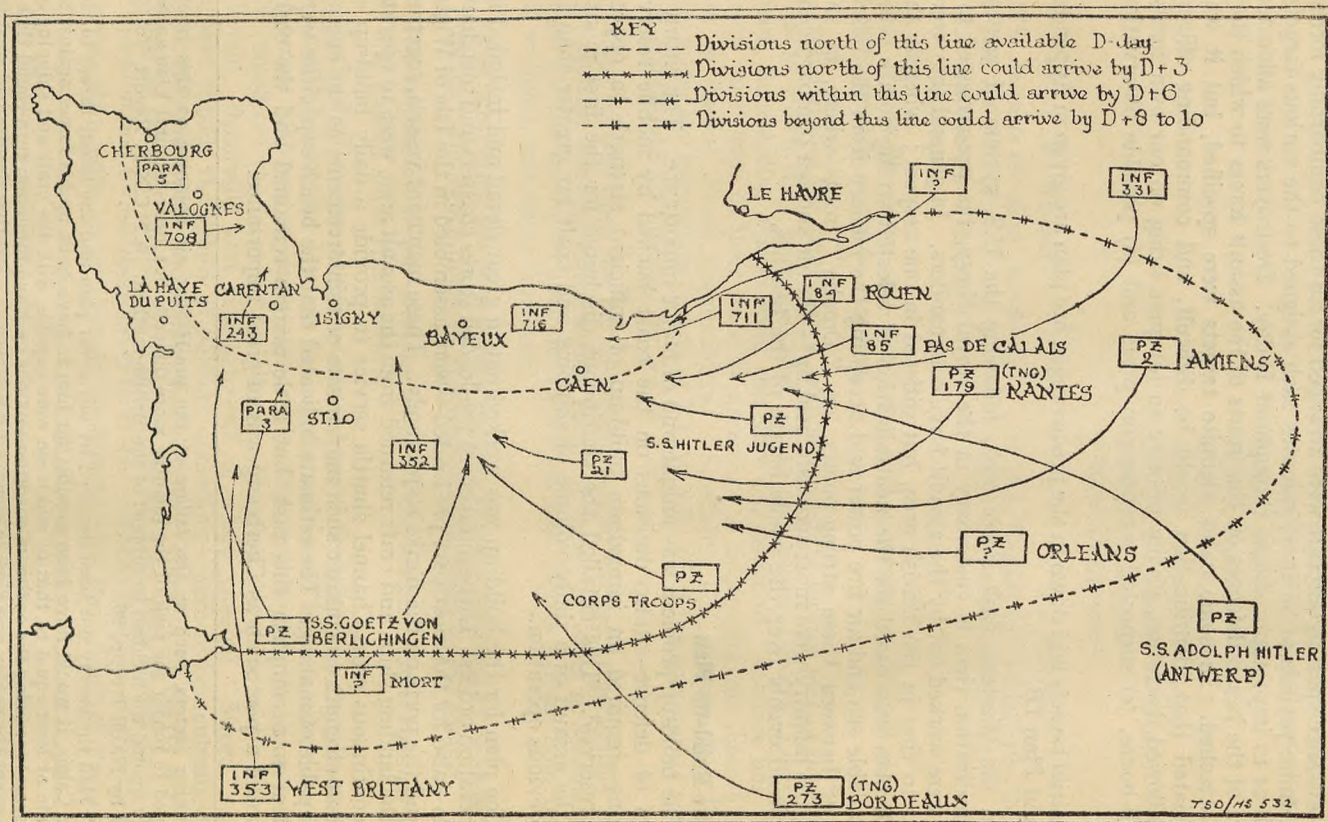 KEY
Divisions north of this line available D-day
Divisions north of this line could arrive by D+3
Divisions within this line could arrive by D+6
Divisions beyond this line could arrive by D+8 to 10
CHERBOURG
PARA
5
VALOGNES
INF
708
LA HAYE
DU PUITS
CARENTAN
INF
243
ISIGNY
BAYEUX
INF
716
CAEN
LE HAVRE
INF
?
INF
331
INF
711
INF
84
ROUEN
INF
85
PAS DE CALAIS
PZ
2
AMIENS
PZ
179
(TNG)
NANTES
PARA
3
ST.LO
INF
352
PZ
21
PZ
S.S.HITLER JUGEND
PZ
?
ORLEANS
PZ
CORPS TROOPS
PZ
S.S.ADOLPH HITLER
(ANTWERP)
PZ
S.S.GOETZ VON
BERLICHINGEN
INF
?
NIORT
INF
353
WEST BRITTANY
PZ
273
(TNG)
BORDEAUX
TSD/HS 532